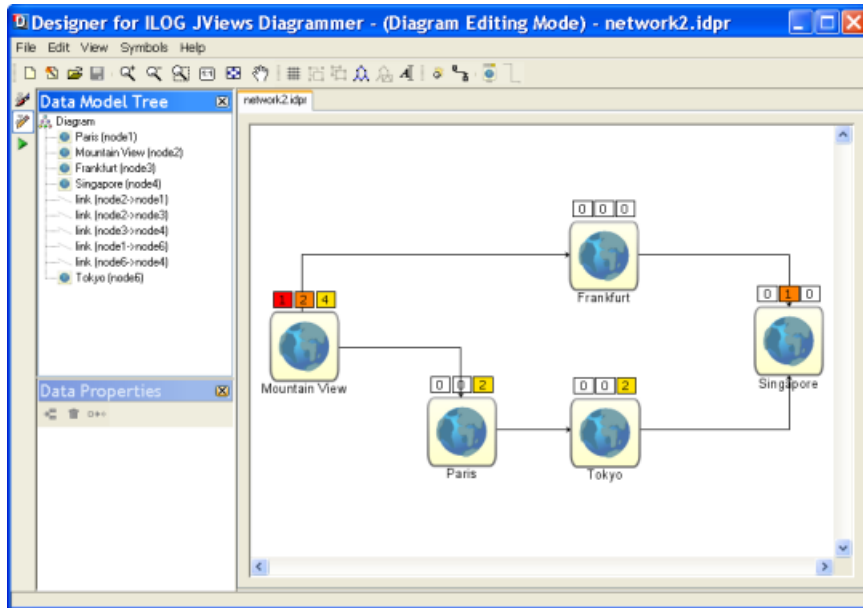 Designer for ILOG JViews Diagrammer - (Diagram Editing Mode) - network2.idpr
File Edit View Symbols Help
Data Model Tree
Diagram
Paris (node1)
Mountain View (node2)
Frankfurt (node3)
Singapore (node4)
link (node2->node1)
link (node2->node3)
link (node3->node4)
link (node1->node6)
link (node6->node4)
Tokyo (node6)
Data Properties
network2.idpr
0 0 0
Frankfurt
0 1 0
Singapore
1 2 4
Mountain View
0 0 2
Paris
0 0 2
Tokyo